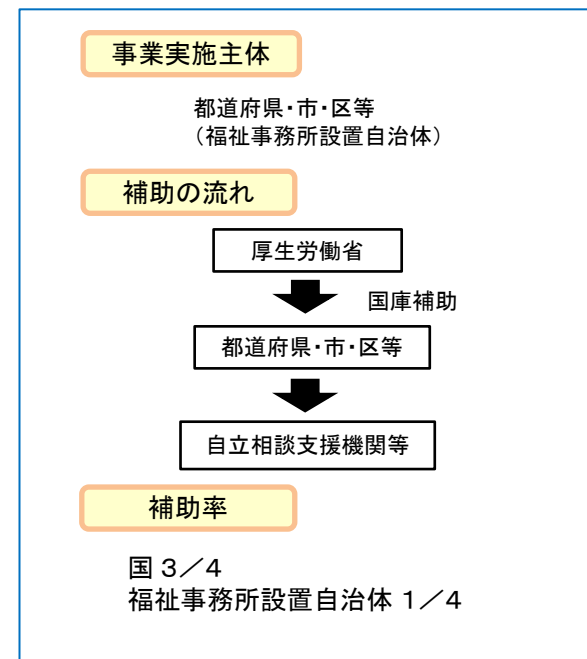 事業実施主体
都道府県・市・区等
（福祉事務所設置自治体）
補助の流れ
厚生労働省
国庫補助
都道府県・市・区等
自立相談支援機関等
補助率
国 ３／４
福祉事務所設置自治体 １／４